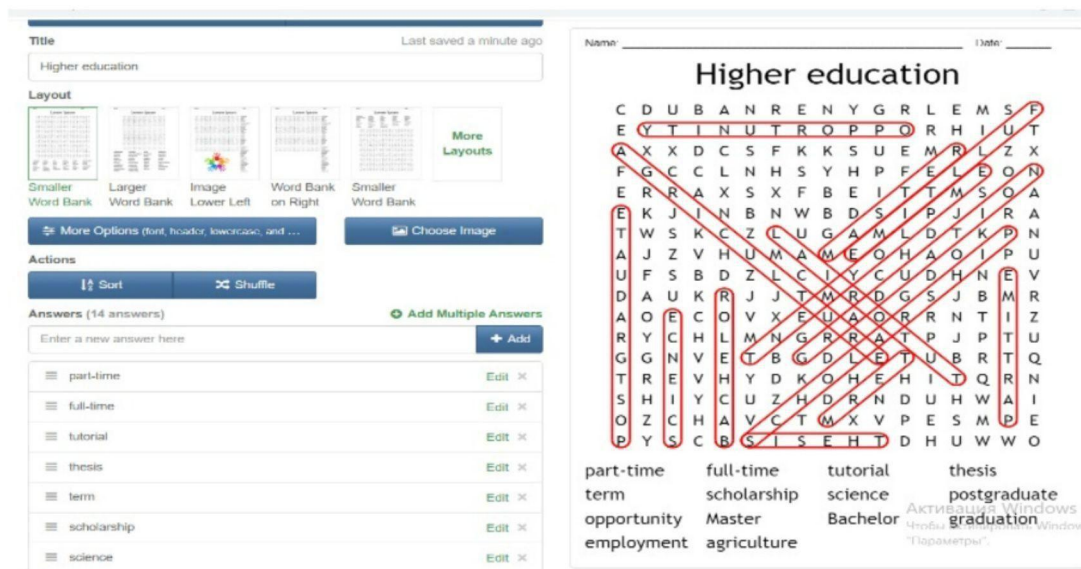 Title
Last saved a minute ago
Higher education
Layout
Smaller Word Bank
Larger Word Bank
Image Lower Left
Word Bank on Right
Smaller Word Bank
More Layouts
More Options (font, header, lowercase, and ...
Choose Image
Actions
Sort
Shuffle
Answers (14 answers)
Add Multiple Answers
Enter a new answer here
+ Add
part-time Edit ×
full-time Edit ×
tutorial Edit ×
thesis Edit ×
term Edit ×
scholarship Edit ×
science Edit ×
Name: Date:
Higher education
C D U B A N R E N Y G R L E M S F
E Y T I N U T R O P P O R H I U T
A X X D C S F K K S U E M R L Z X
F G C C L N H S Y H P F E L E O N
E R R A X S X F B E I T T M S O A
E K J I N B N W B D S I P J I R A
T W S K C Z L U G A M L D T K P N
A J Z V H U M A M E O H A O I P U
U F S B D Z L C I Y C U D H N E V
D A U K R J J T M R D G S J B M R
A O E C O V X E U A O R R N T I Z
R Y C H L M N G R R A T P J P T U
G G N V E T B G D L E T U B R T Q
T R E V H Y D K O H E H I T Q R N
S H I Y C U Z H D R N D U H W A I
O Z C H A V C T M X V P E S M P E
P Y S C B S I S E H T D H U W W O
part-time full-time tutorial thesis
term scholarship science postgraduate
opportunity Master Bachelor graduation
employment agriculture
Активация Windows
Чтобы Windows
"Параметры".